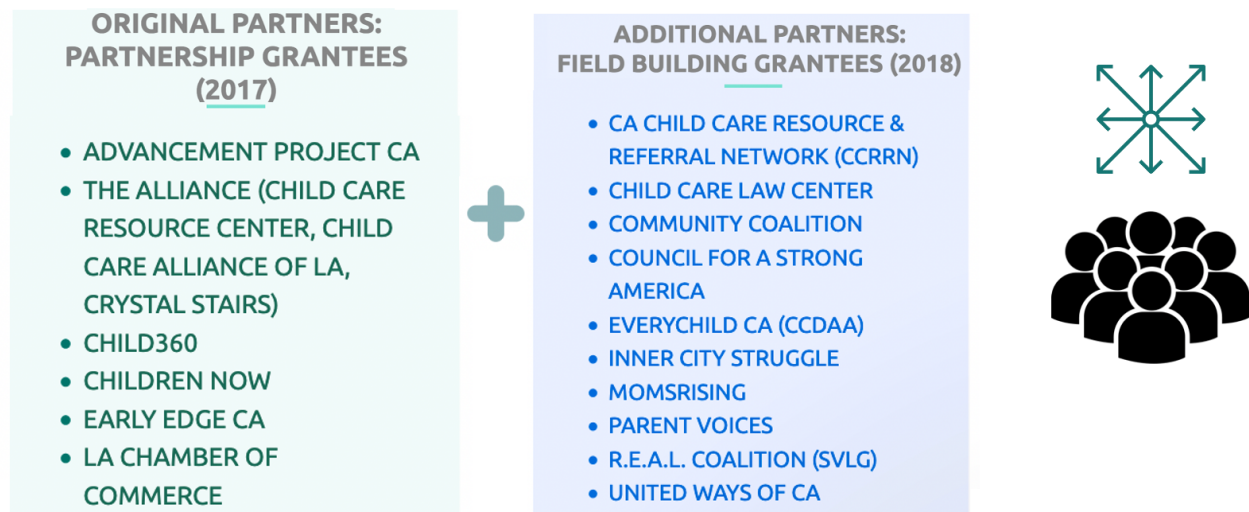 ORIGINAL PARTNERS:
PARTNERSHIP GRANTEES
(2017)
• ADVANCEMENT PROJECT CA
• THE ALLIANCE (CHILD CARE
RESOURCE CENTER, CHILD
CARE ALLIANCE OF LA,
CRYSTAL STAIRS)
• CHILD360
• CHILDREN NOW
• EARLY EDGE CA
• LA CHAMBER OF
COMMERCE
ADDITIONAL PARTNERS:
FIELD BUILDING GRANTEES (2018)
• CA CHILD CARE RESOURCE &
REFERRAL NETWORK (CCRRN)
• CHILD CARE LAW CENTER
• COMMUNITY COALITION
• COUNCIL FOR A STRONG
AMERICA
• EVERYCHILD CA (CCDAA)
• INNER CITY STRUGGLE
• MOMSRISING
• PARENT VOICES
• R.E.A.L. COALITION (SVLG)
• UNITED WAYS OF CA